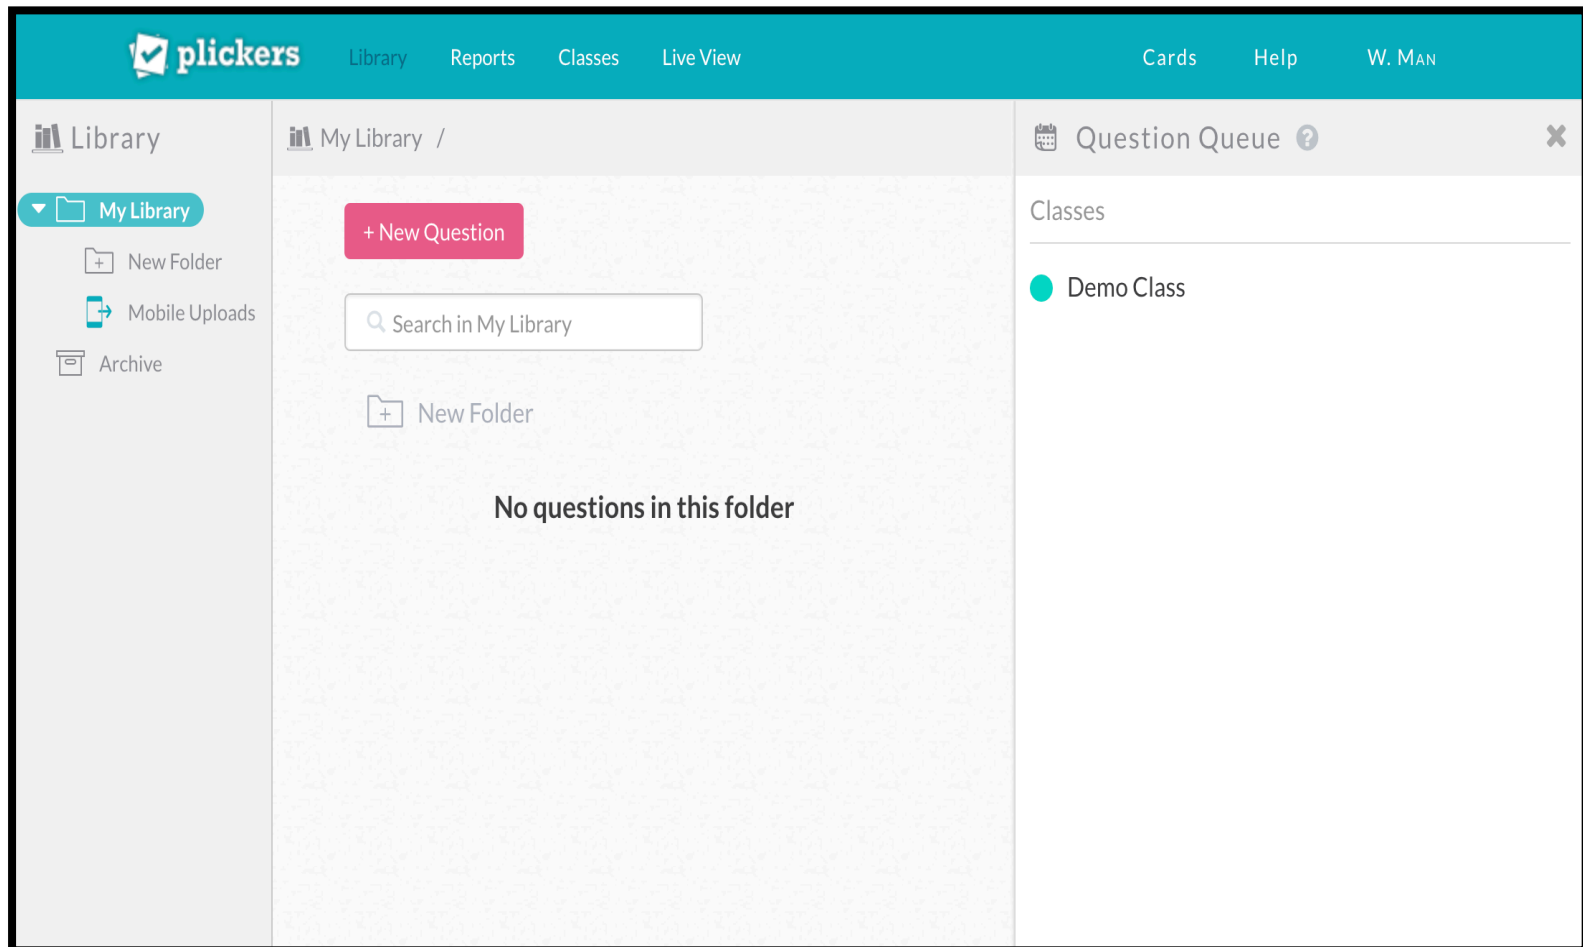 plickers Library Reports Classes Live View Cards Help W. MAN
Library
My Library
New Folder
Mobile Uploads
Archive
My Library /
+ New Question
Search in My Library
New Folder
No questions in this folder
Question Queue ?
Classes
Demo Class